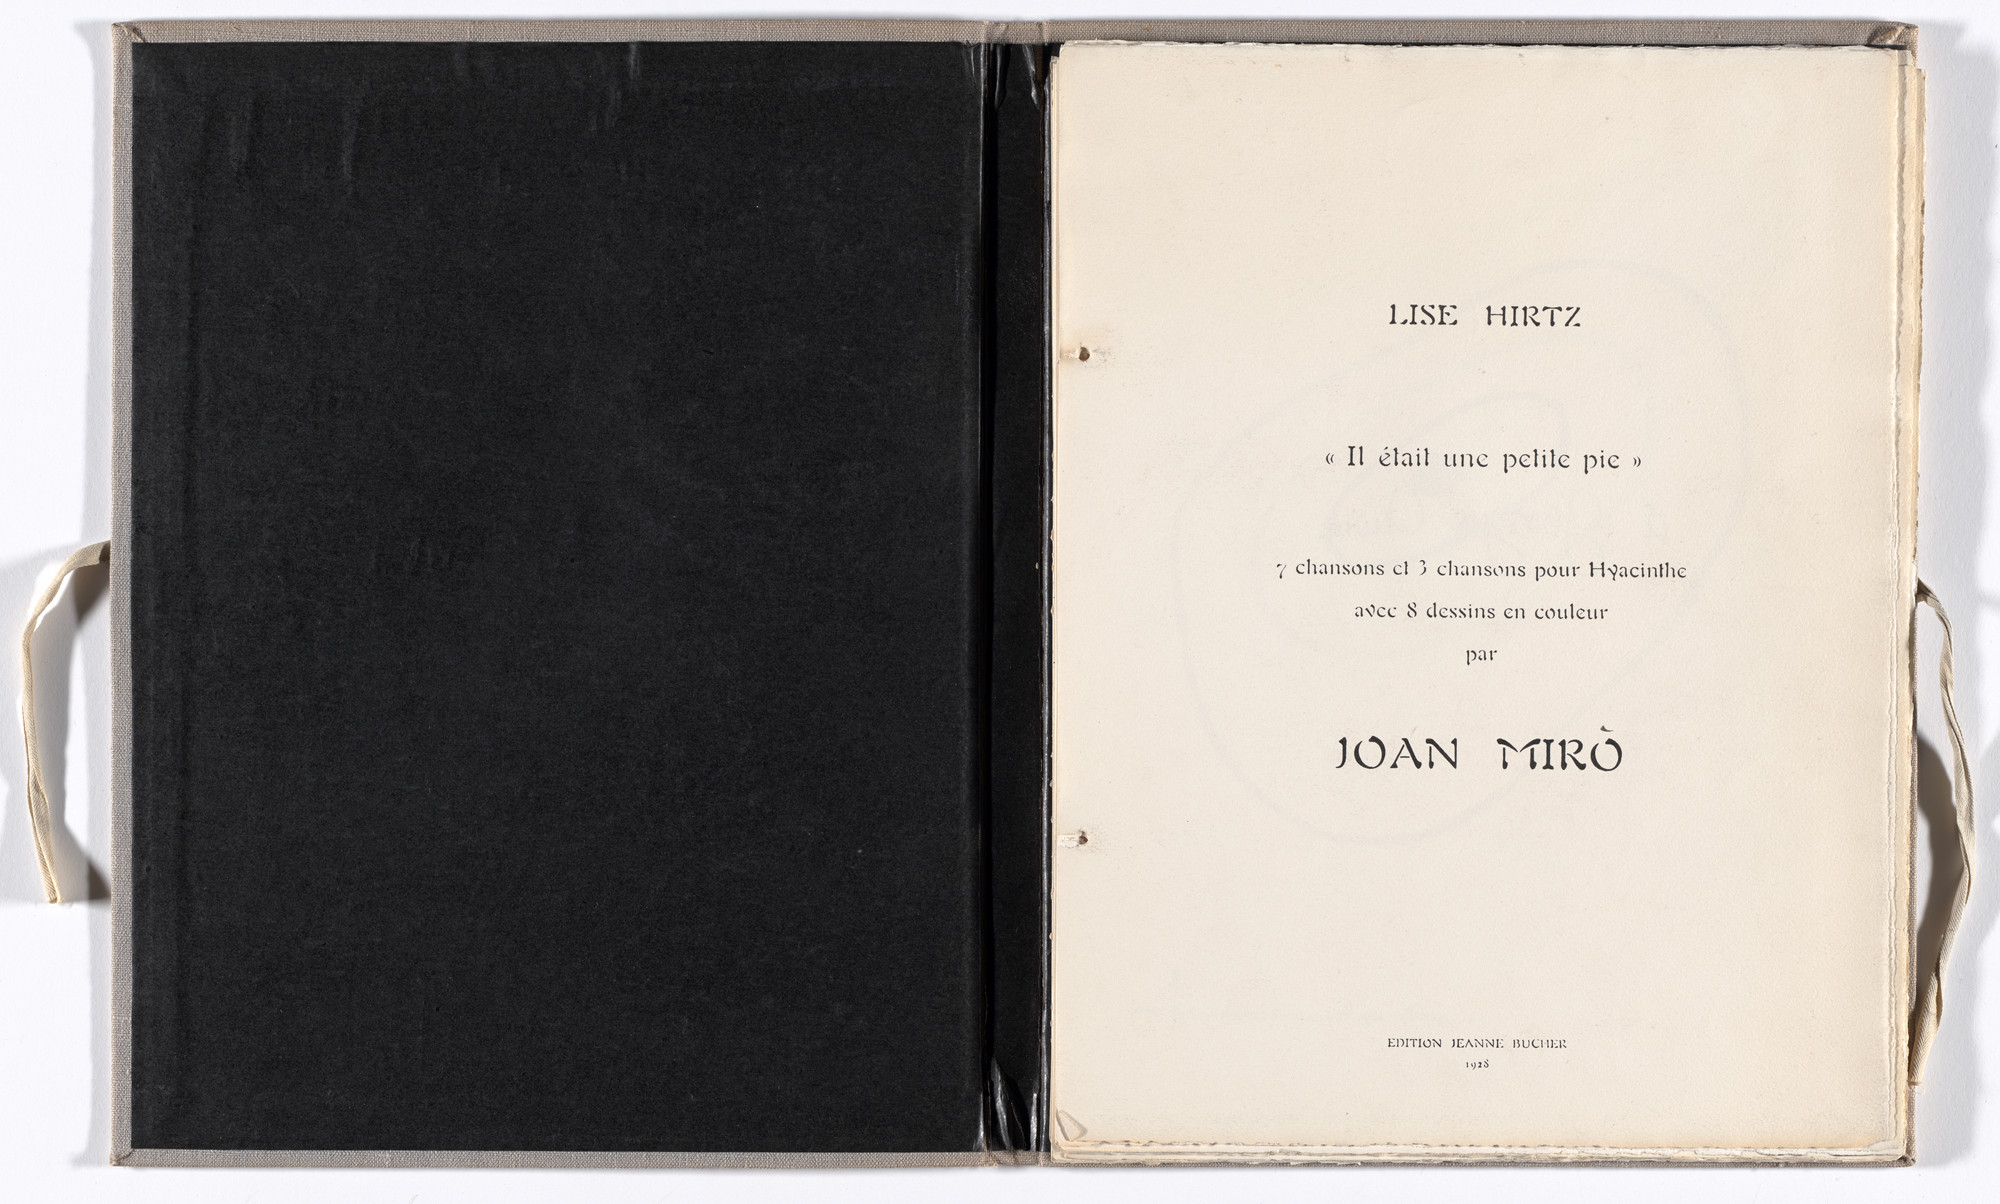 LISE HIRTZ
« Il était une petite pie »
7 chansons et 3 chansons pour Hyacinthe
avec 8 dessins en couleur
par
JOAN MIRÒ
EDITION JEANNE BUCHER
1928